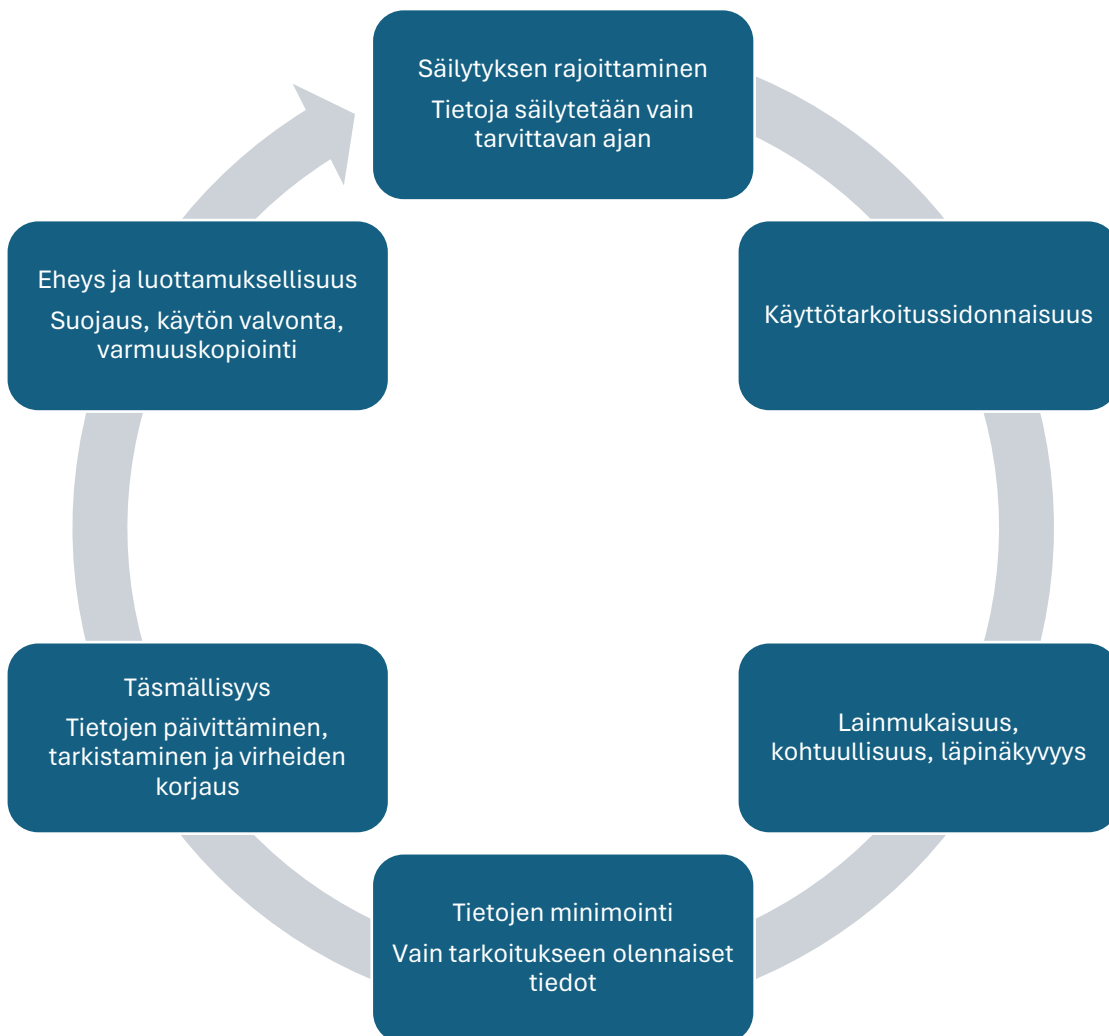 Säilytyksen rajoittaminen
Tietoja säilytetään vain
tarvittavan ajan
Käyttötarkoitussidonnaisuus
Lainmukaisuus,
kohtuullisuus, läpinäkyvyys
Tietojen minimointi
Vain tarkoitukseen olennaiset
tiedot
Täsmällisyys
Tietojen päivittäminen,
tarkistaminen ja virheiden
korjaus
Eheys ja luottamuksellisuus
Suojaus, käytön valvonta,
varmuuskopiointi